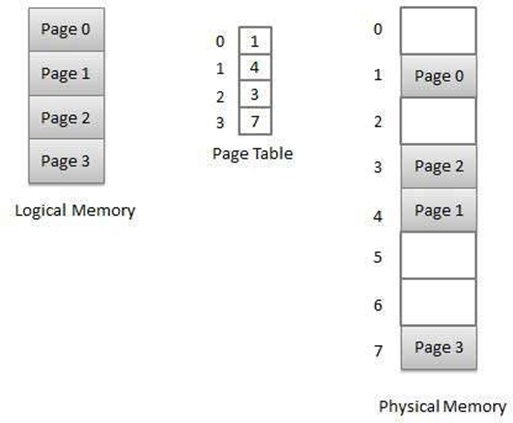 Page 0
Page 1
Page 2
Page 3
Logical Memory
0 1
1 4
2 3
3 7
Page Table
0
1 Page 0
2
3 Page 2
4 Page 1
5
6
7 Page 3
Physical Memory